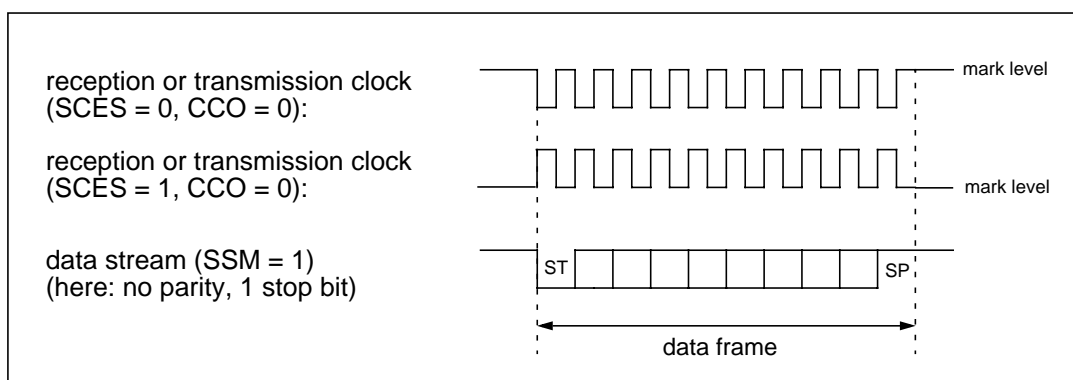 reception or transmission clock
(SCES = 0, CCO = 0):
mark level
reception or transmission clock
(SCES = 1, CCO = 0):
mark level
data stream (SSM = 1)
(here: no parity, 1 stop bit)
ST
SP
data frame